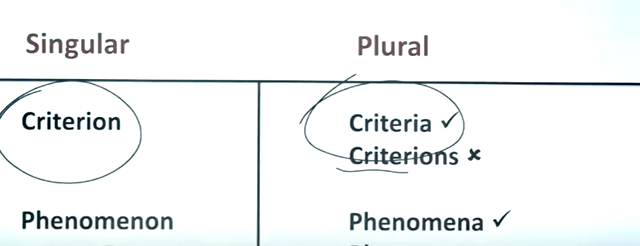 Singular Plural
Criterion Criteria ✓
Criterions ✗
Phenomenon Phenomena ✓